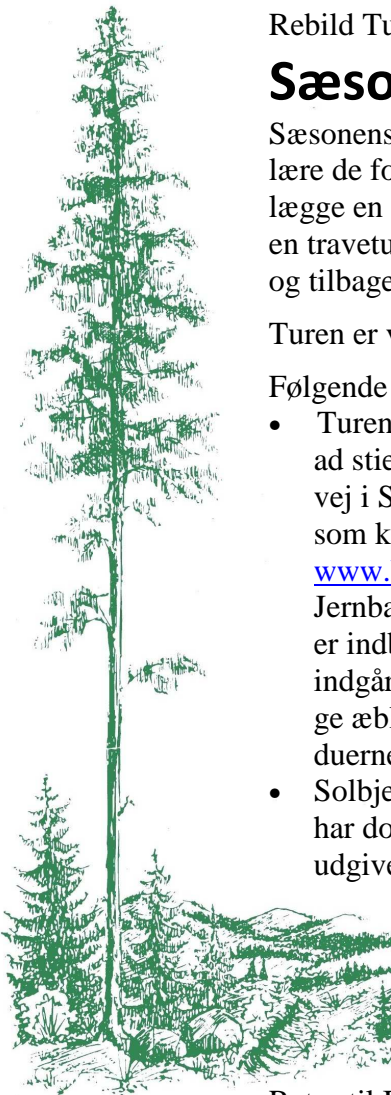 Rebild Tu
Sæso
Sæsonens
lære de fo
lægge en
en travetu
og tilbage
Turen er v
Følgende
• Turen
ad stie
vej i S
som k
www.
Jernba
er indb
indgår
ge æbl
duerne
• Solbje
har do
udgive